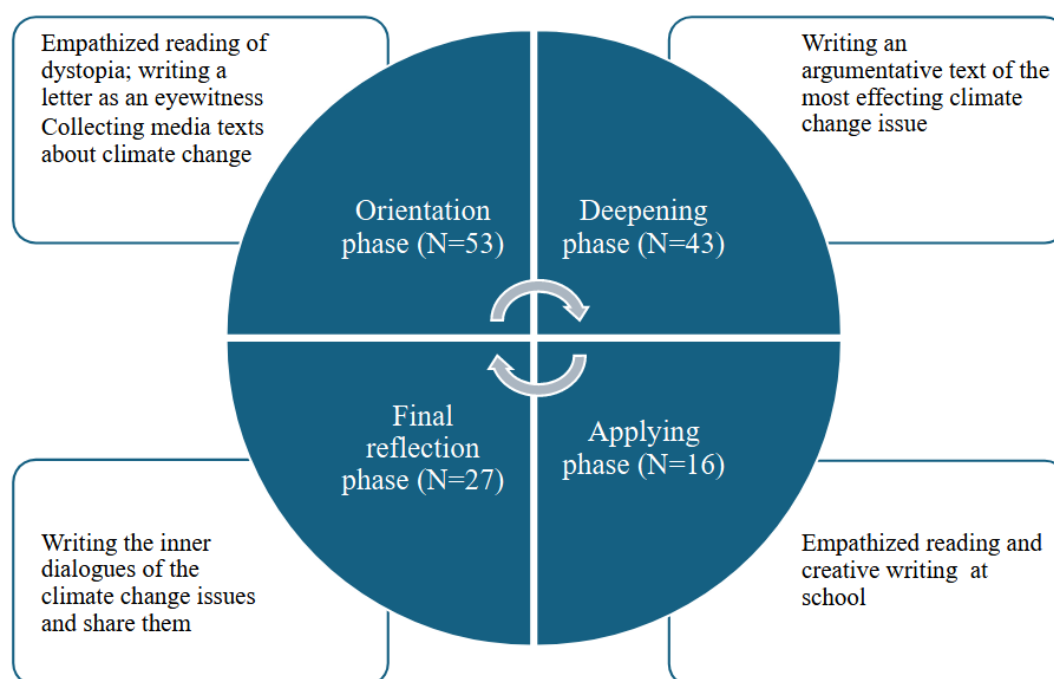 Empathized reading of
dystopia; writing a
letter as an eyewitness
Collecting media texts
about climate change
Writing an
argumentative text of the
most effecting climate
change issue
Orientation
phase (N=53)
Deepening
phase (N=43)
Final
reflection
phase (N=27)
Applying
phase (N=16)
Writing the inner
dialogues of the
climate change issues
and share them
Empathized reading and
creative writing at
school